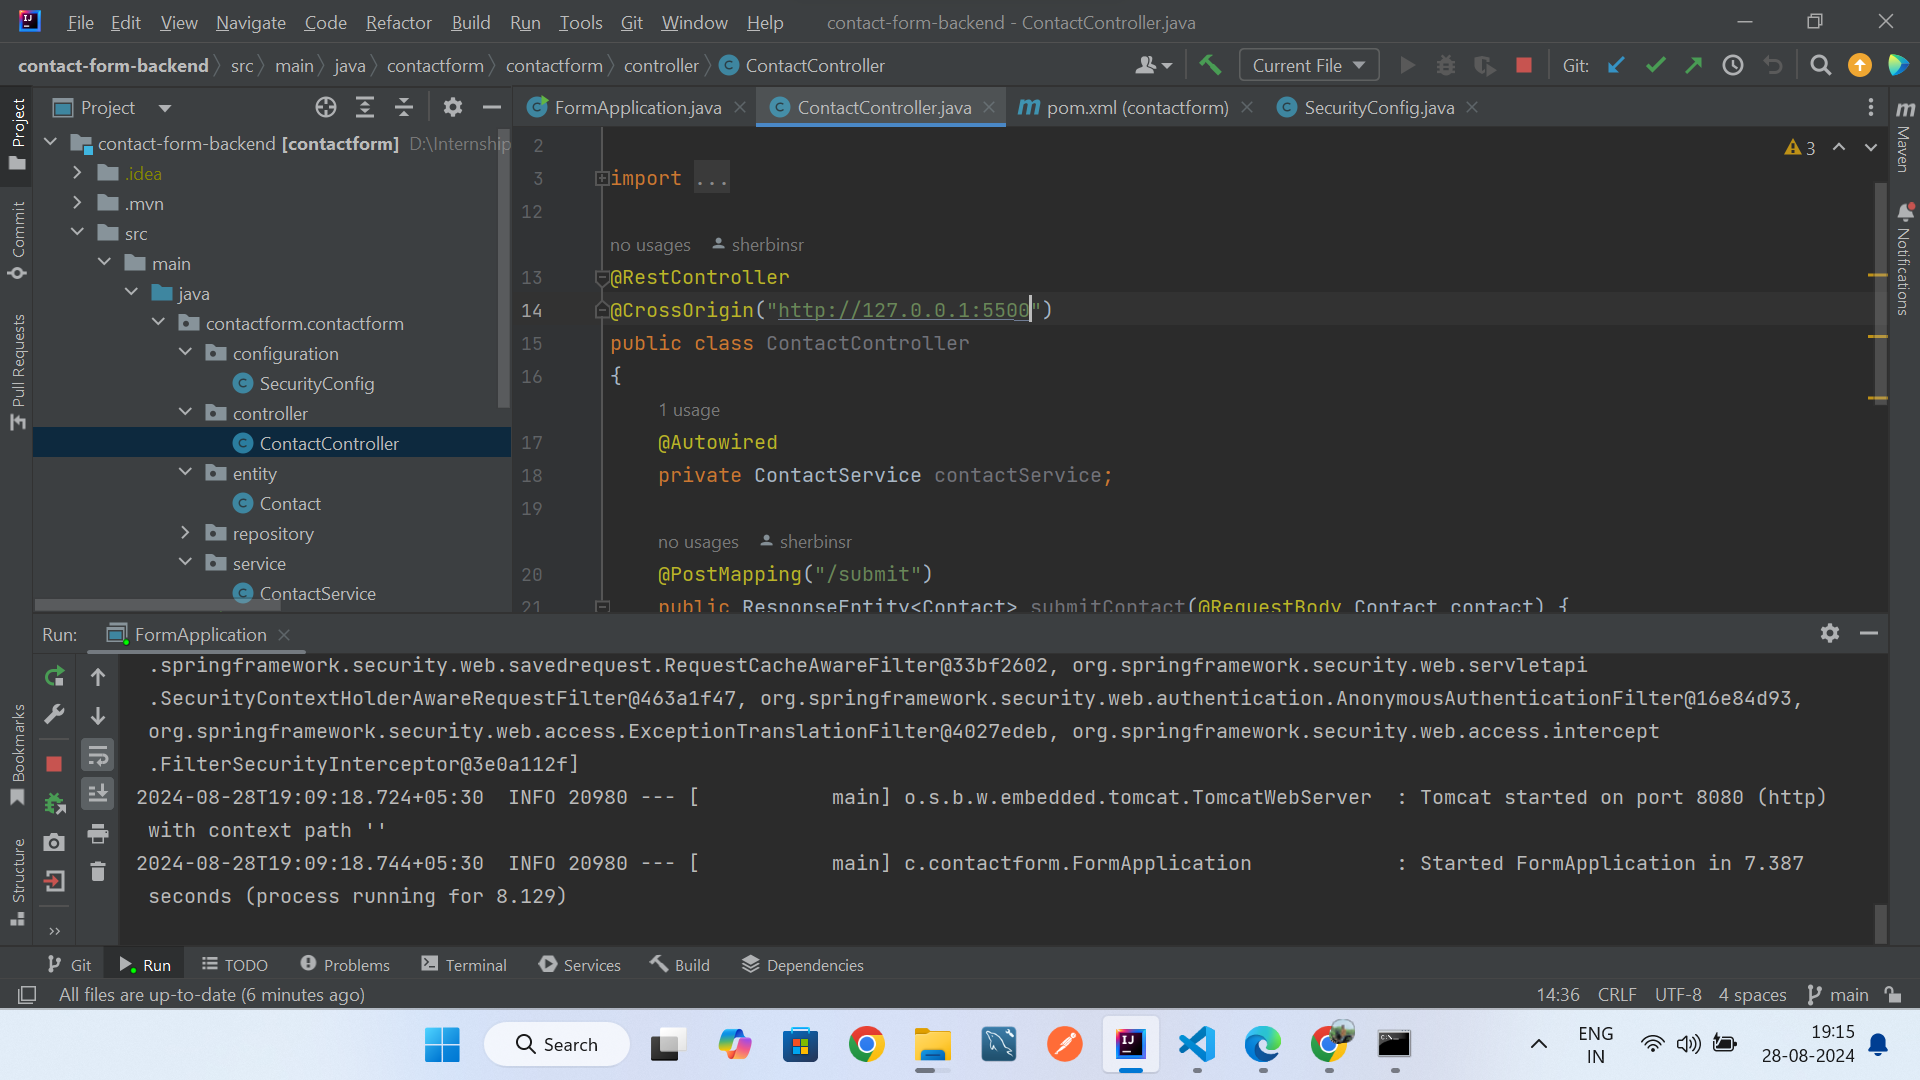 File Edit View Navigate Code Refactor Build Run Tools Git Window Help contact-form-backend - ContactController.java
contact-form-backend src main java contactform contactform controller ContactController Current File Git:
Project
FormApplication.java ContactController.java pom.xml (contactform) SecurityConfig.java
Project
Commit
Pull Requests
Bookmarks
Structure
contact-form-backend [contactform] D:\Internship
.idea
.mvn
src
main
java
contactform.contactform
configuration
SecurityConfig
controller
ContactController
entity
Contact
repository
service
ContactService
3
Maven
Notifications
2
3 import ...
12
no usages sherbinsr
13 @RestController
14 @CrossOrigin("http://127.0.0.1:5500")
15 public class ContactController
16 {
1 usage
17 @Autowired
18 private ContactService contactService;
19
no usages sherbinsr
20 @PostMapping("/submit")
21 public ResponseEntity<Contact> submitContact(@RequestBody Contact contact) {
Run: FormApplication
.springframework.security.web.savedrequest.RequestCacheAwareFilter@33bf2602, org.springframework.security.web.servletapi
.SecurityContextHolderAwareRequestFilter@463a1f47, org.springframework.security.web.authentication.AnonymousAuthenticationFilter@16e84d93,
org.springframework.security.web.access.ExceptionTranslationFilter@4027edeb, org.springframework.security.web.access.intercept
.FilterSecurityInterceptor@3e0a112f]
2024-08-28T19:09:18.724+05:30 INFO 20980 --- [ main] o.s.b.w.embedded.tomcat.TomcatWebServer : Tomcat started on port 8080 (http)
with context path ''
2024-08-28T19:09:18.744+05:30 INFO 20980 --- [ main] c.contactform.FormApplication : Started FormApplication in 7.387
seconds (process running for 8.129)
Git Run TODO Problems Terminal Services Build Dependencies
All files are up-to-date (6 minutes ago) 14:36 CRLF UTF-8 4 spaces main
Search
ENG
IN
19:15
28-08-2024